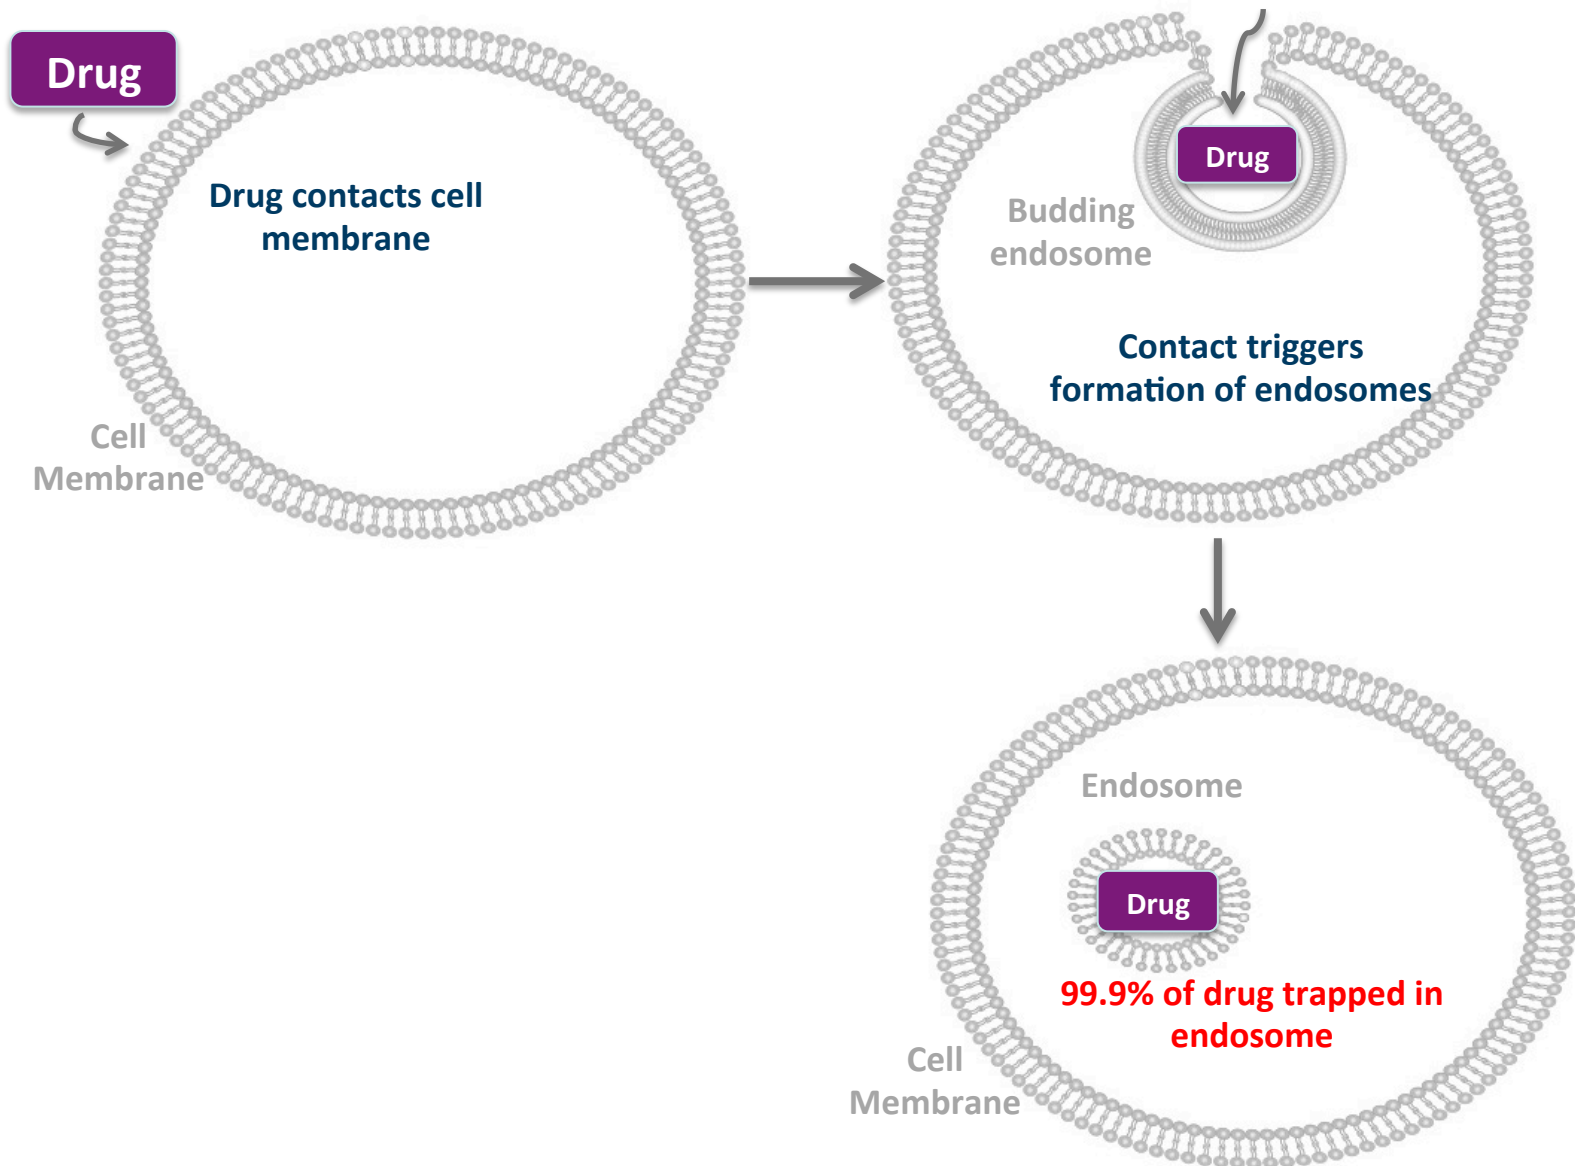 Drug
Drug contacts cell
membrane
Cell
Membrane
Drug
Budding
endosome
Contact triggers
formation of endosomes
Endosome
Drug
99.9% of drug trapped in
endosome
Cell
Membrane